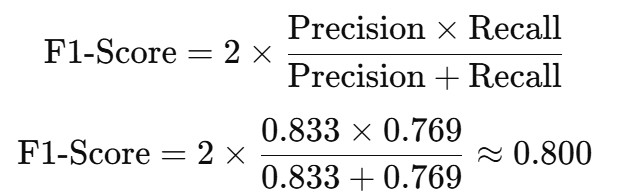 F1-Score = 2 × Precision × Recall / Precision + Recall
F1-Score = 2 × 0.833 × 0.769 / 0.833 + 0.769 ≈ 0.800